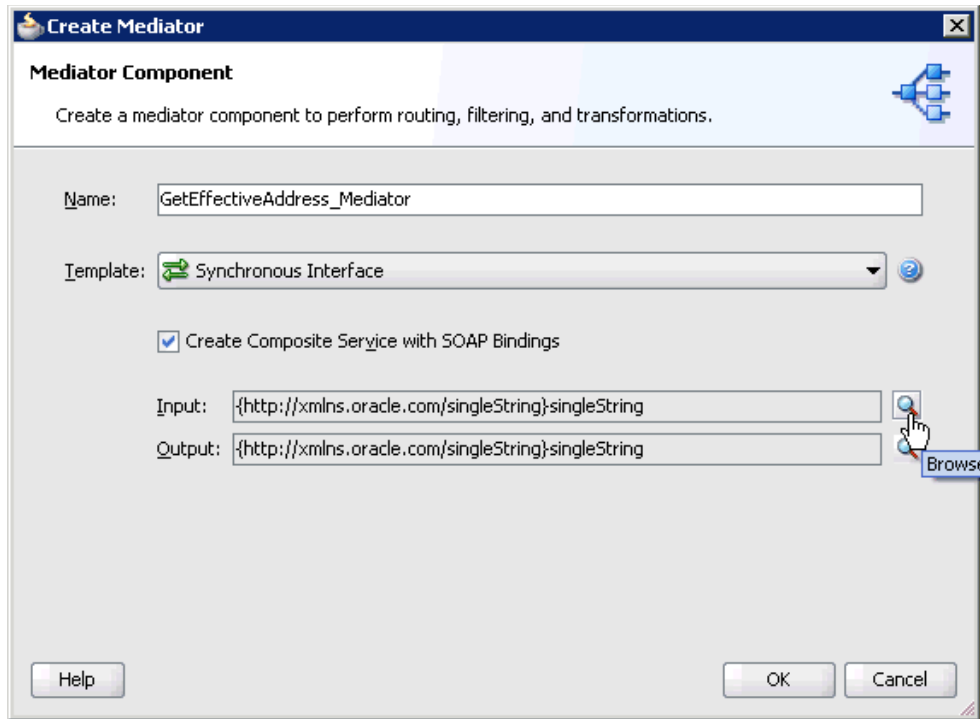 Create Mediator
Mediator Component
Create a mediator component to perform routing, filtering, and transformations.
Name: GetEffectiveAddress_Mediator
Template: Synchronous Interface
Create Composite Service with SOAP Bindings
Input: {http://xmlns.oracle.com/singleString}singleString
Output: {http://xmlns.oracle.com/singleString}singleString
Browse
Help OK Cancel